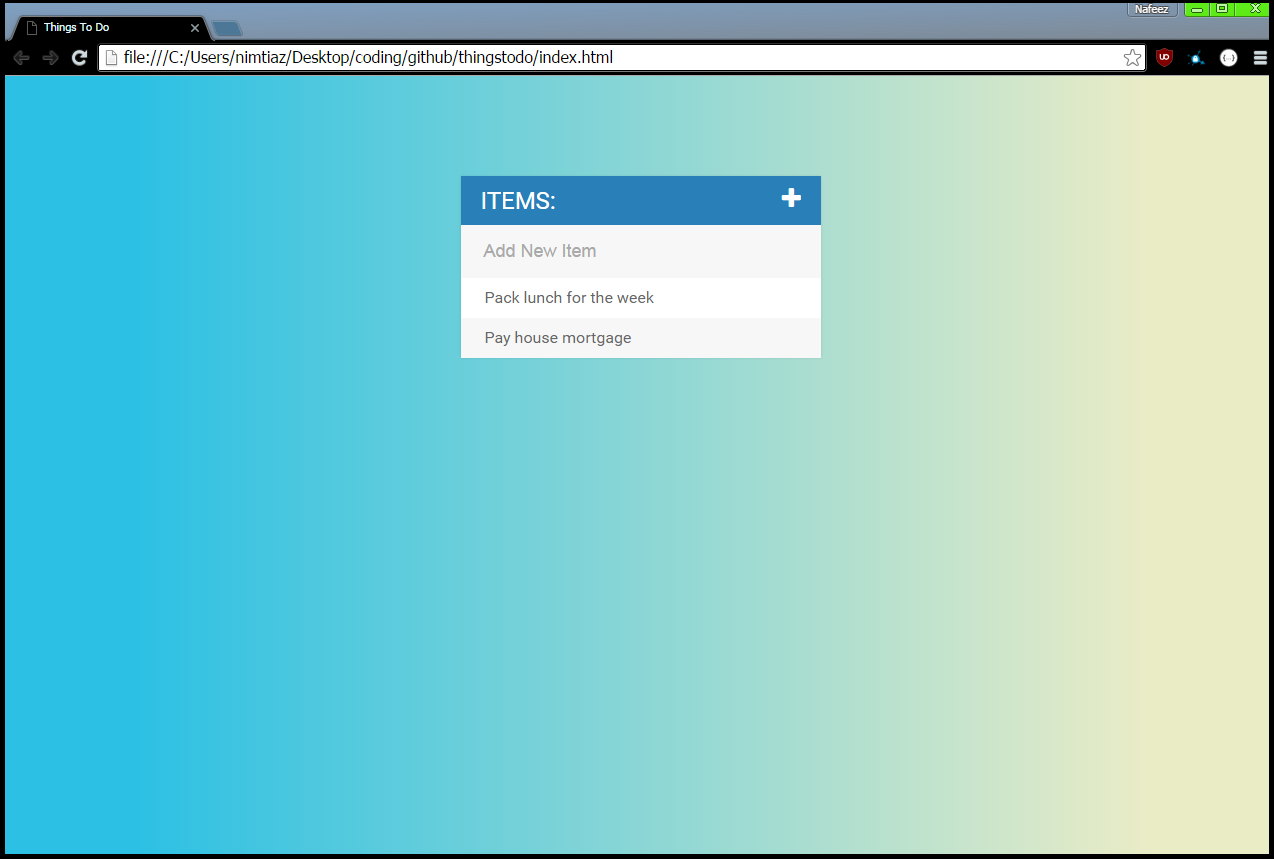 Nafeez
Things To Do
file:///C:/Users/nimtiaz/Desktop/coding/github/thingstodo/index.html
ITEMS:
Add New Item
Pack lunch for the week
Pay house mortgage